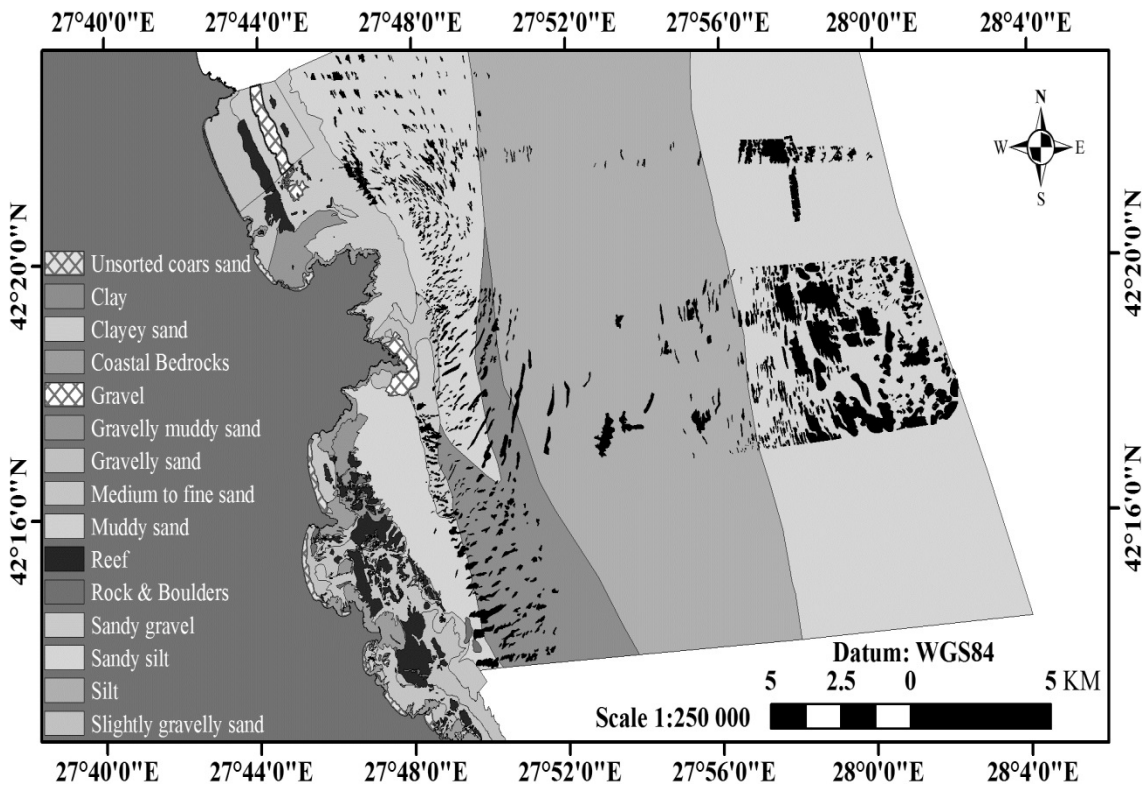 27°40'0"E 27°44'0"E 27°48'0"E 27°52'0"E 27°56'0"E 28°0'0"E 28°4'0"E
N
W E
S
42°20'0"N
42°20'0"N
Unsorted coars sand
Clay
Clayey sand
Coastal Bedrocks
Gravel
Gravelly muddy sand
Gravelly sand
Medium to fine sand
Muddy sand
Reef
Rock & Boulders
Sandy gravel
Sandy silt
Silt
Slightly gravelly sand
42°16'0"N
42°16'0"N
Datum: WGS84
5 2.5 0 5 KM
Scale 1:250 000
27°40'0"E 27°44'0"E 27°48'0"E 27°52'0"E 27°56'0"E 28°0'0"E 28°4'0"E